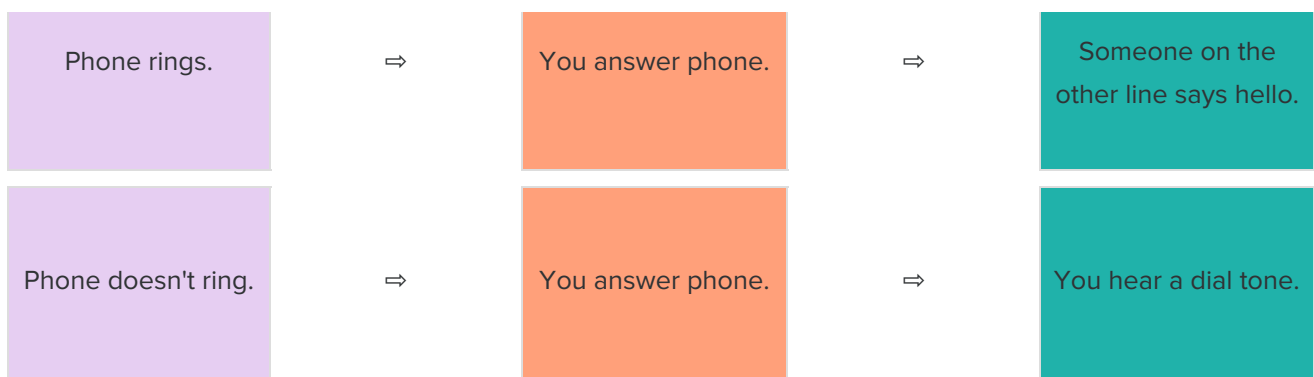 Phone rings.
⇨
You answer phone.
⇨
Someone on the
other line says hello.
Phone doesn't ring.
⇨
You answer phone.
⇨
You hear a dial tone.